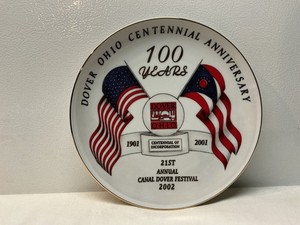 DOVER OHIO CENTENNIAL ANNIVERSARY
100
YEARS
1901
CENTENNIAL OF
INCORPORATION
2001
21ST
ANNUAL
CANAL DOVER FESTIVAL
2002